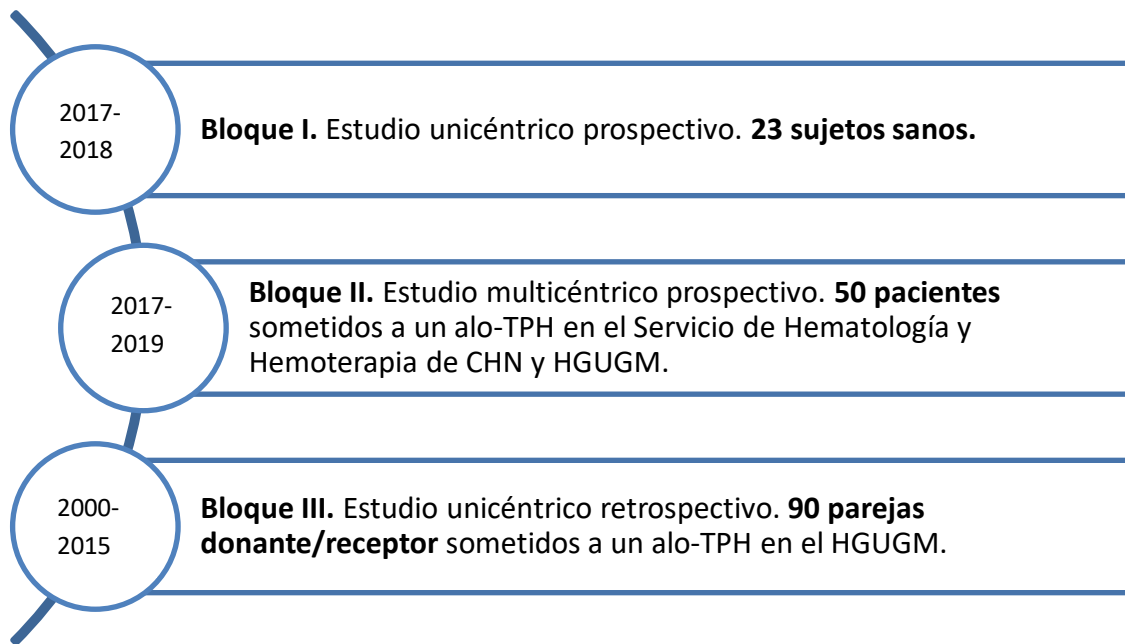 2017-
2018
Bloque I. Estudio unicéntrico prospectivo. 23 sujetos sanos.
2017-
2019
Bloque II. Estudio multicéntrico prospectivo. 50 pacientes
sometidos a un alo-TPH en el Servicio de Hematología y
Hemoterapia de CHN y HGUGM.
2000-
2015
Bloque III. Estudio unicéntrico retrospectivo. 90 parejas
donante/receptor sometidos a un alo-TPH en el HGUGM.